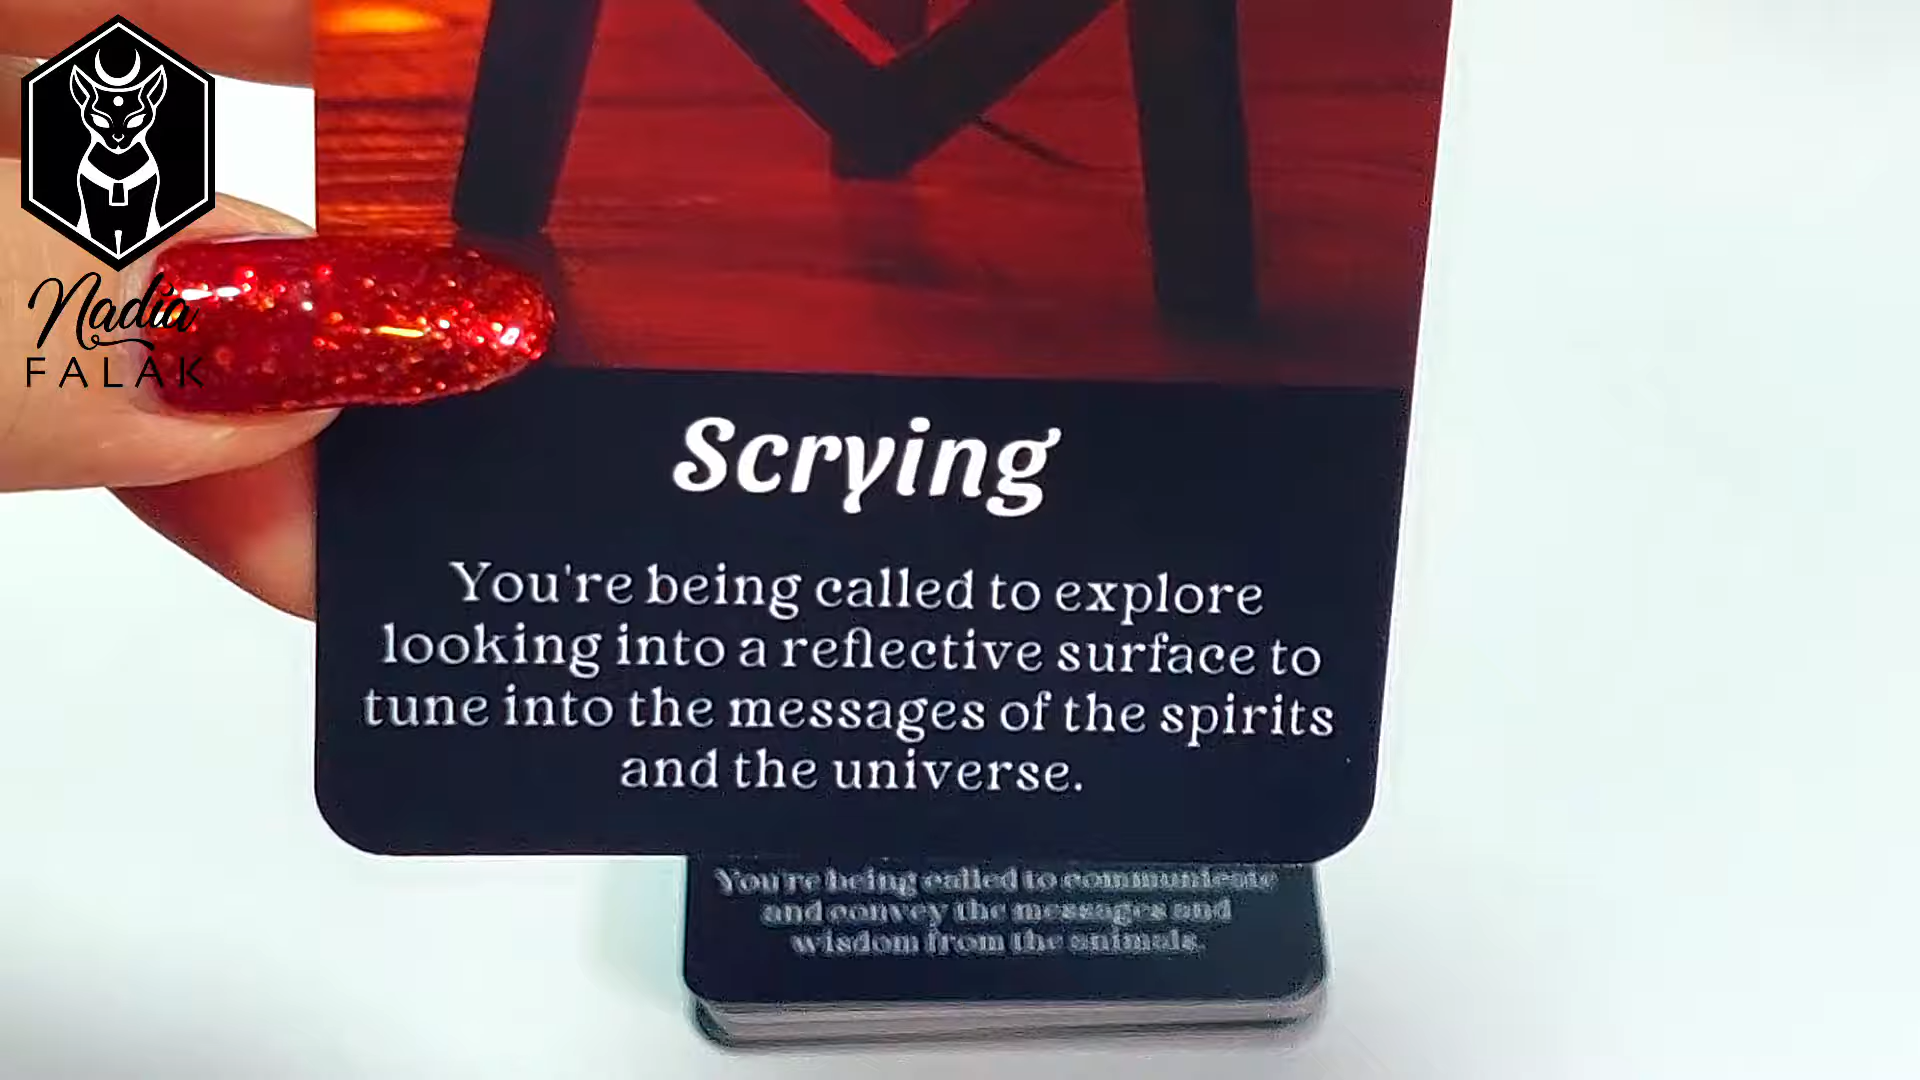 Nadia
FALAK
Scrying
You're being called to explore
looking into a reflective surface to
tune into the messages of the spirits
and the universe.
You're being called to communicate
and convey the messages and
wisdom from the animals.